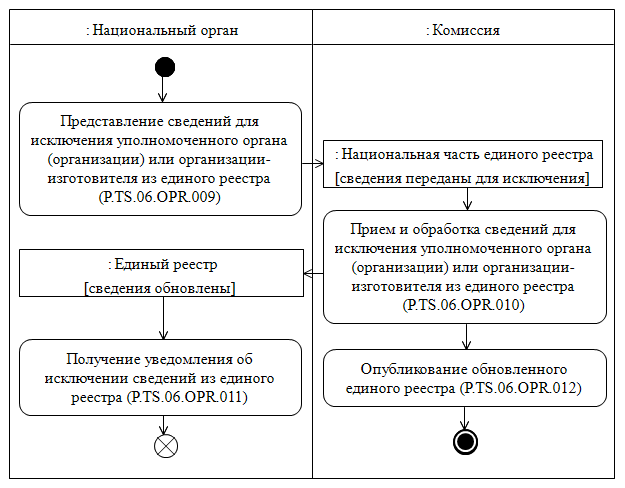 : Национальный орган
: Комиссия
Представление сведений для
исключения уполномоченного органа
(организации) или организации-
изготовителя из единого реестра
(P.TS.06.OPR.009)
: Национальная часть единого реестра
[сведения переданы для исключения]
Прием и обработка сведений для
исключения уполномоченного органа
(организации) или организации-
изготовителя из единого реестра
(P.TS.06.OPR.010)
: Единый реестр
[сведения обновлены]
Получение уведомления об
исключении сведений из единого
реестра (P.TS.06.OPR.011)
Опубликование обновленного
единого реестра (P.TS.06.OPR.012)